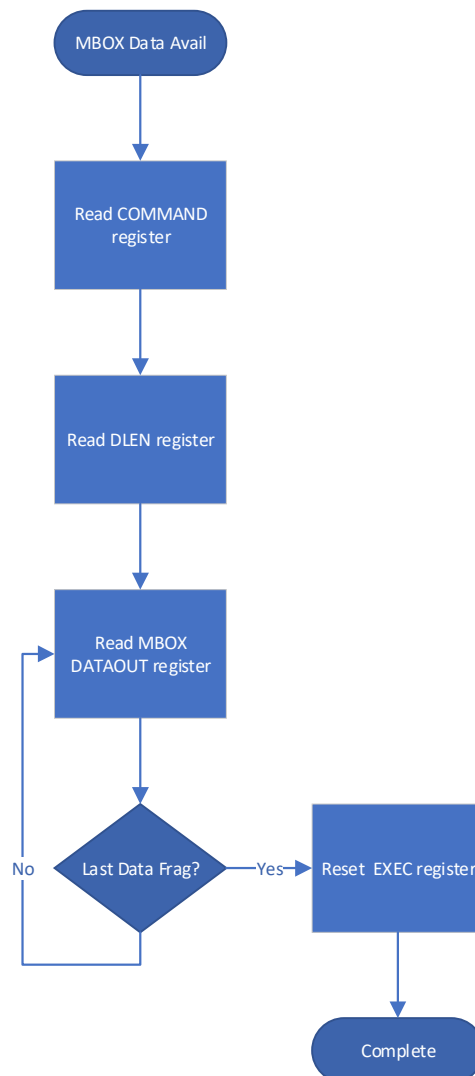 MBOX Data Avail
Read COMMAND
register
Read DLEN register
Read MBOX
DATAOUT register
Last Data Frag?
No
Yes
Reset  EXEC register
Complete